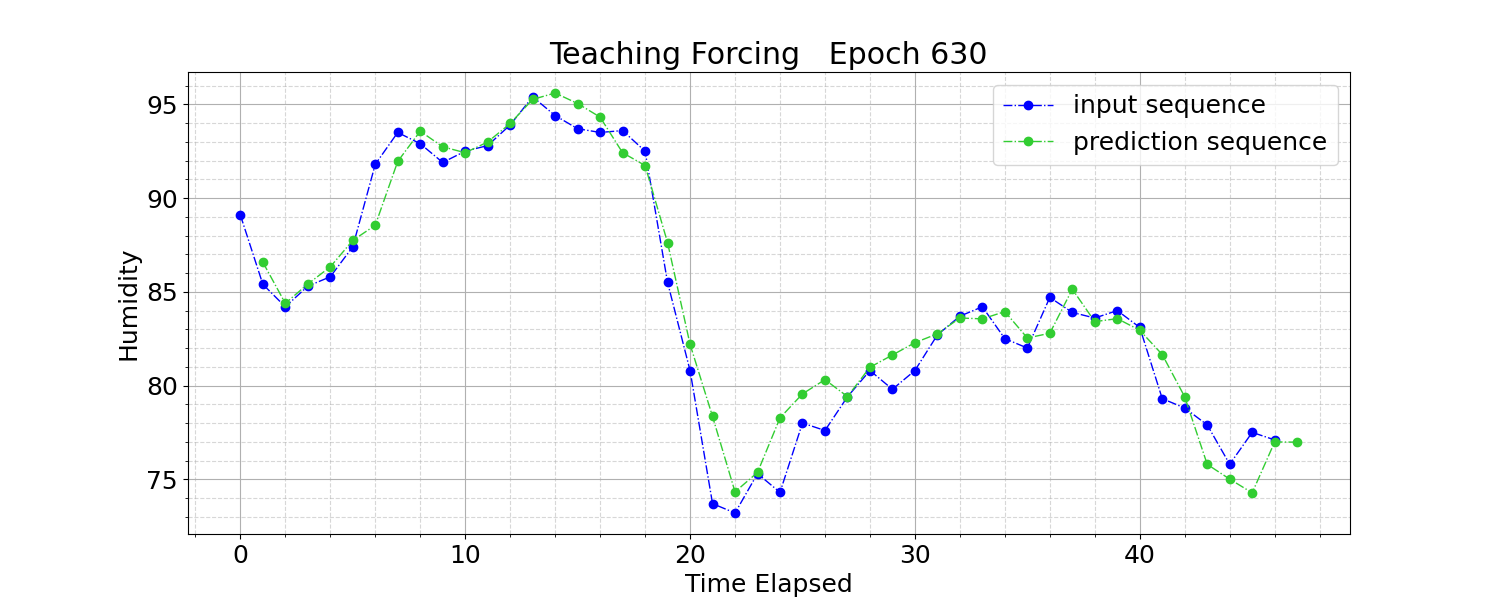 Teaching Forcing   Epoch 630
input sequence
prediction sequence
95
90
85
80
75
Humidity
0 10 20 30 40
Time Elapsed